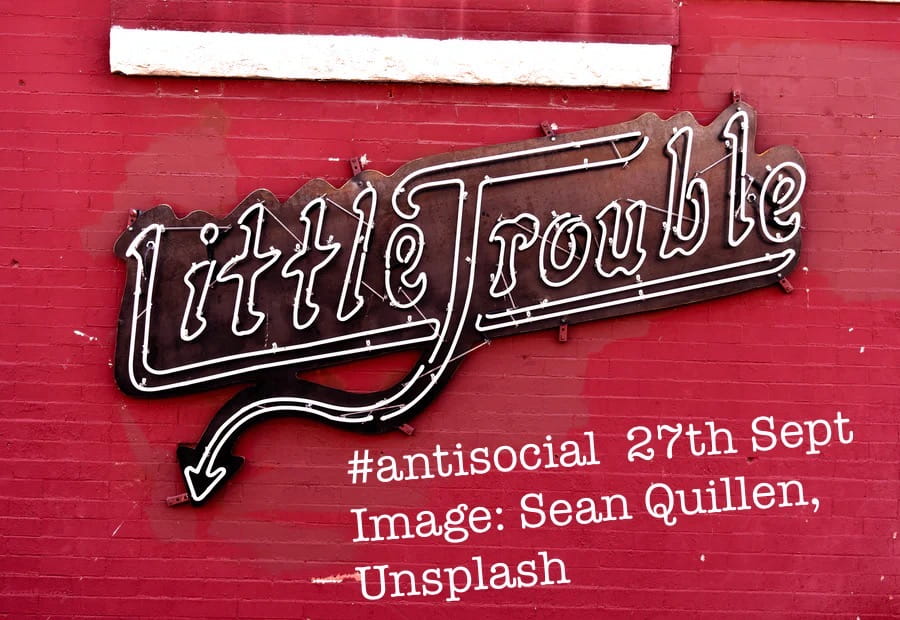 Little Trouble
#antisocial 27th Sept
Image: Sean Quillen,
Unsplash